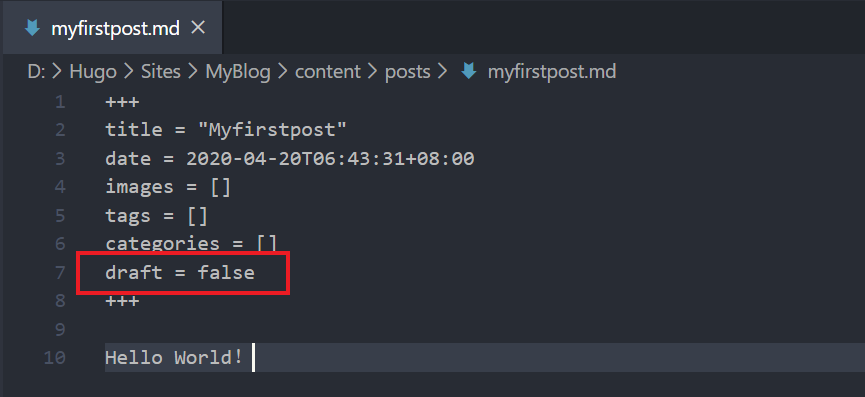 myfirstpost.md ×
D: > Hugo > Sites > MyBlog > content > posts > myfirstpost.md
1 +++
2 title = "Myfirstpost"
3 date = 2020-04-20T06:43:31+08:00
4 images = []
5 tags = []
6 categories = []
7 draft = false
8 +++
9
10 Hello World!